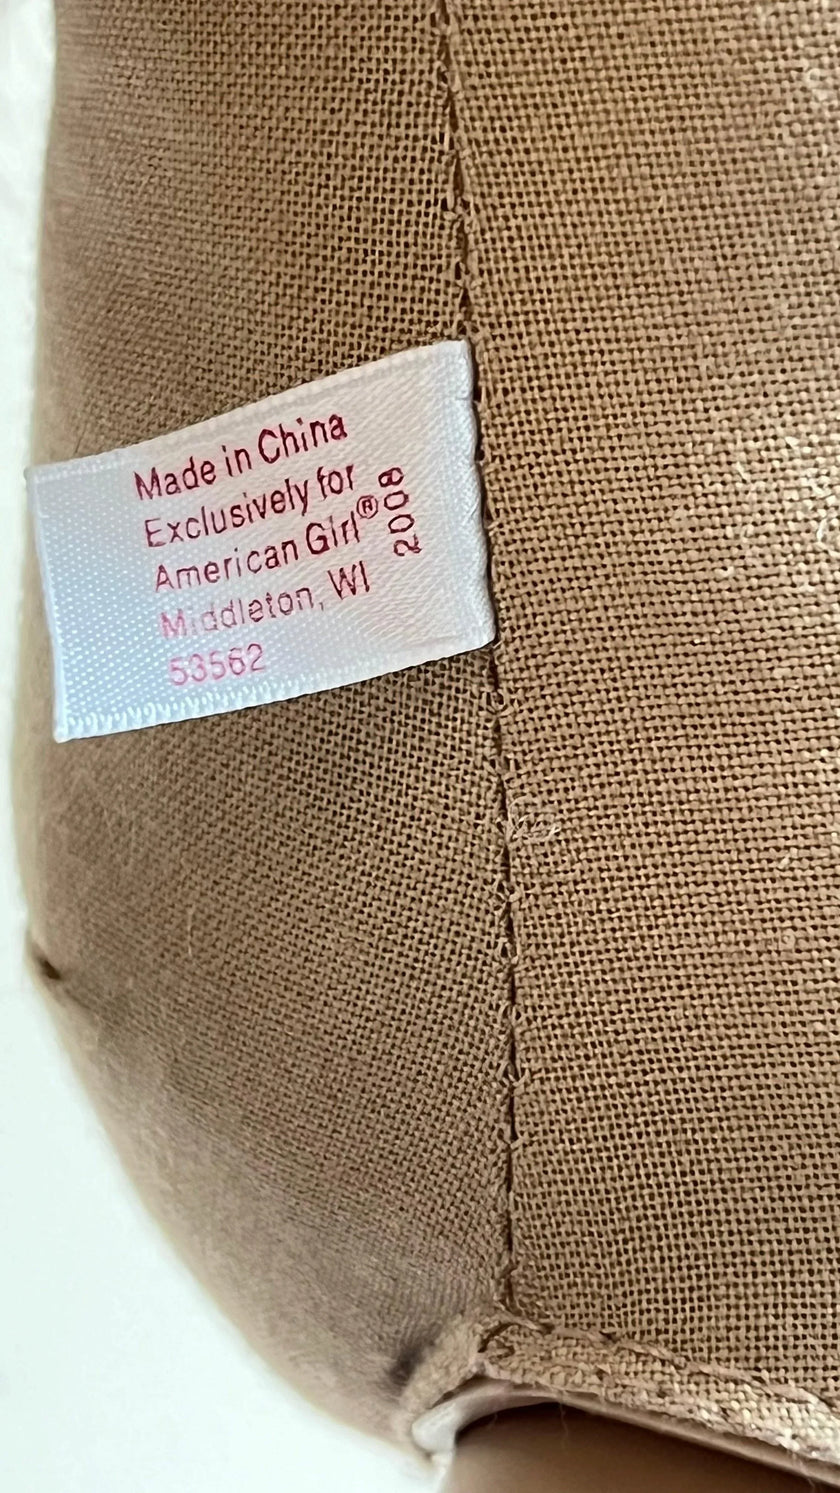 Made in China
Exclusively for
American Girl®
Middleton, WI
53562
2008